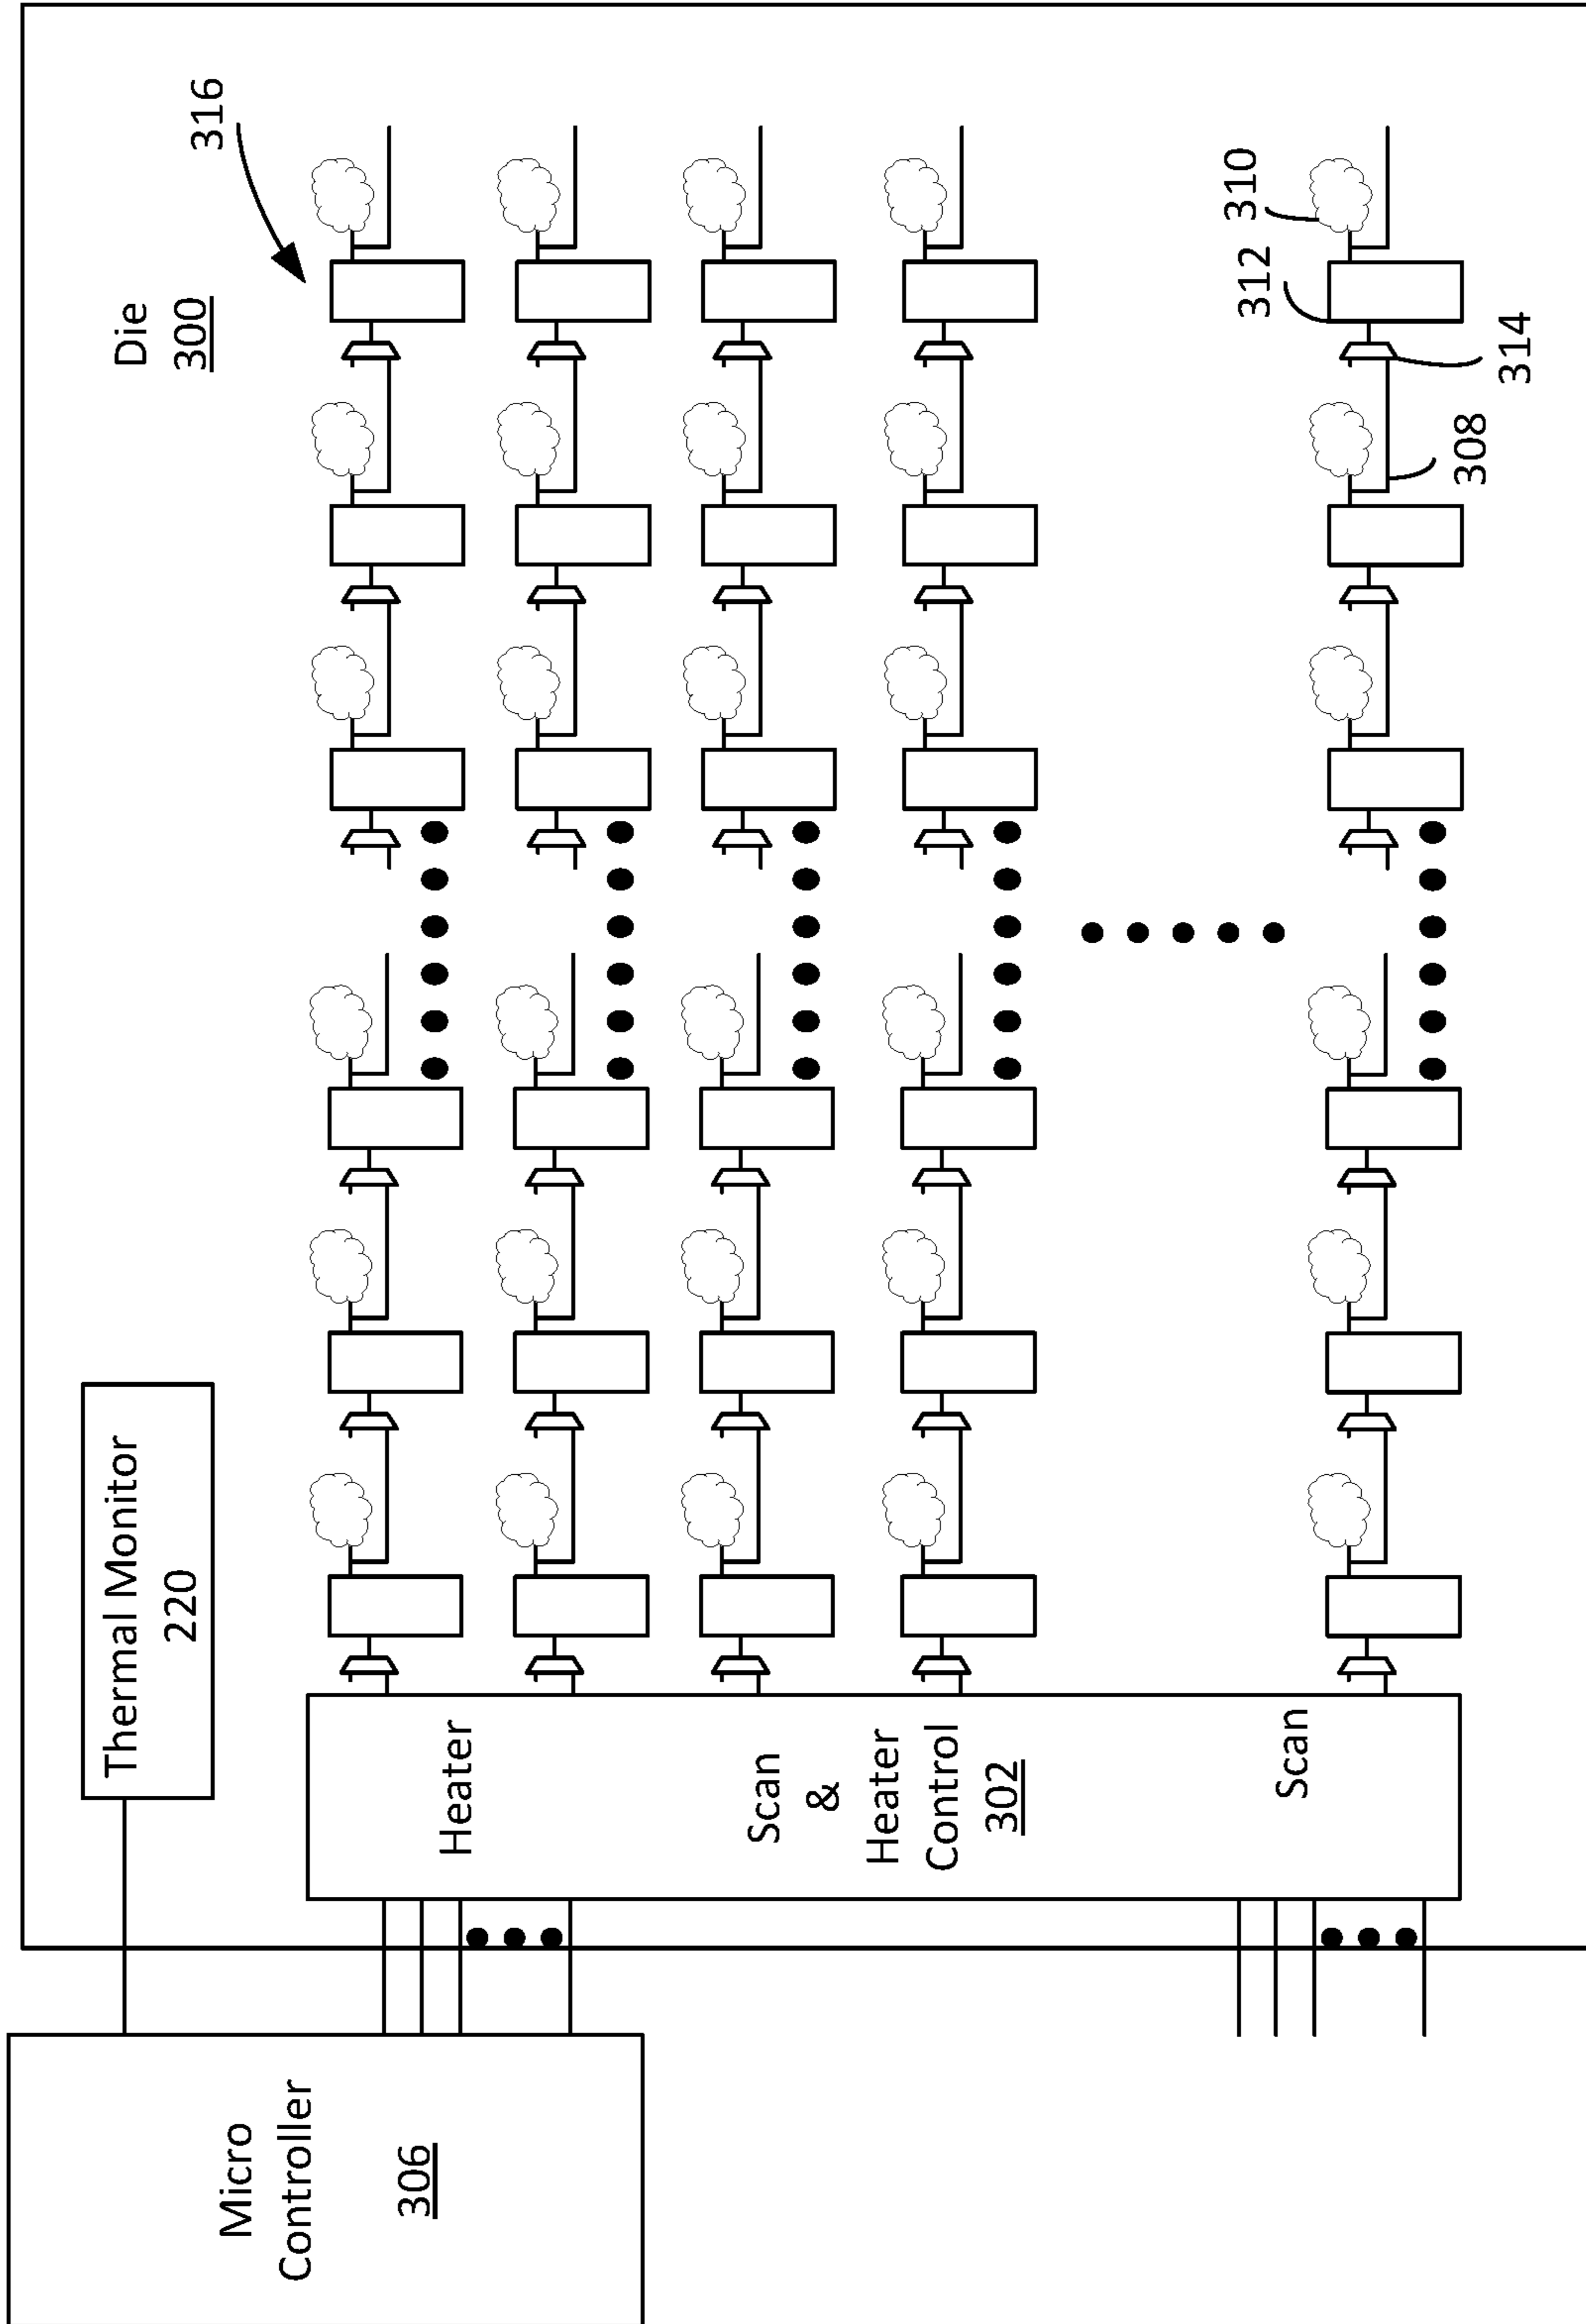 Micro
Controller
306
Thermal Monitor
220
Die
300
316
Heater
Scan
&
Heater
Control
302
Scan
308
314
312
310